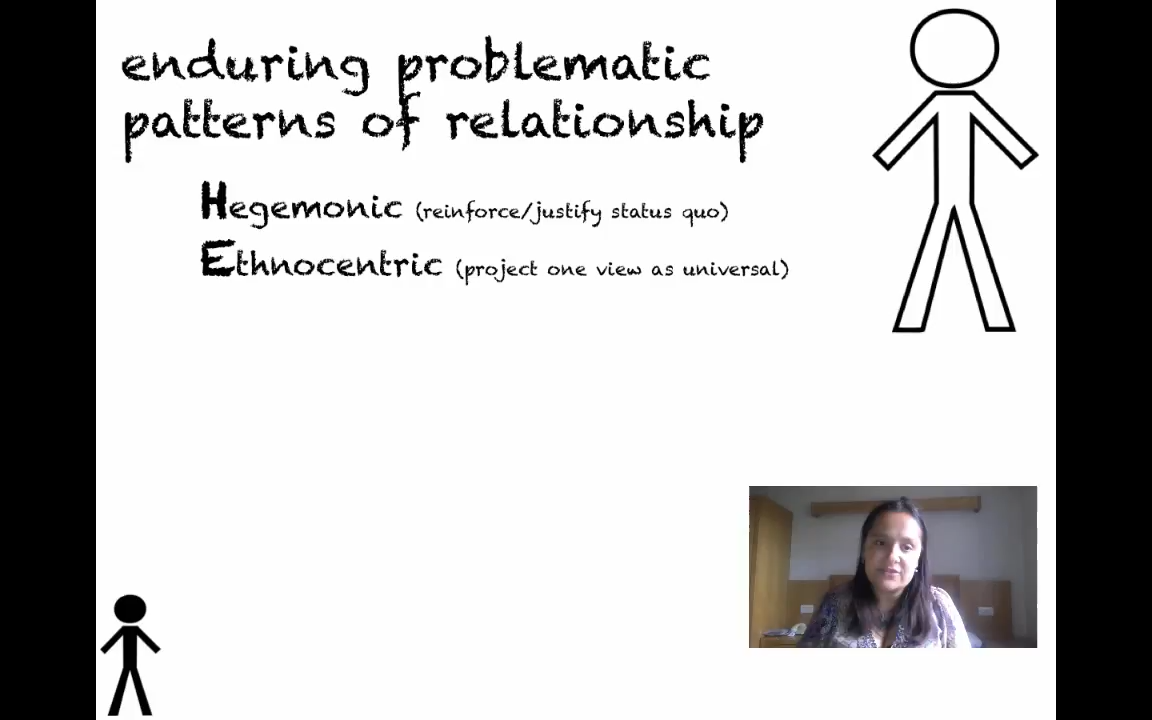 enduring problematic
patterns of relationship
Hegemonic (reinforce/justify status quo)
Ethnocentric (project one view as universal)